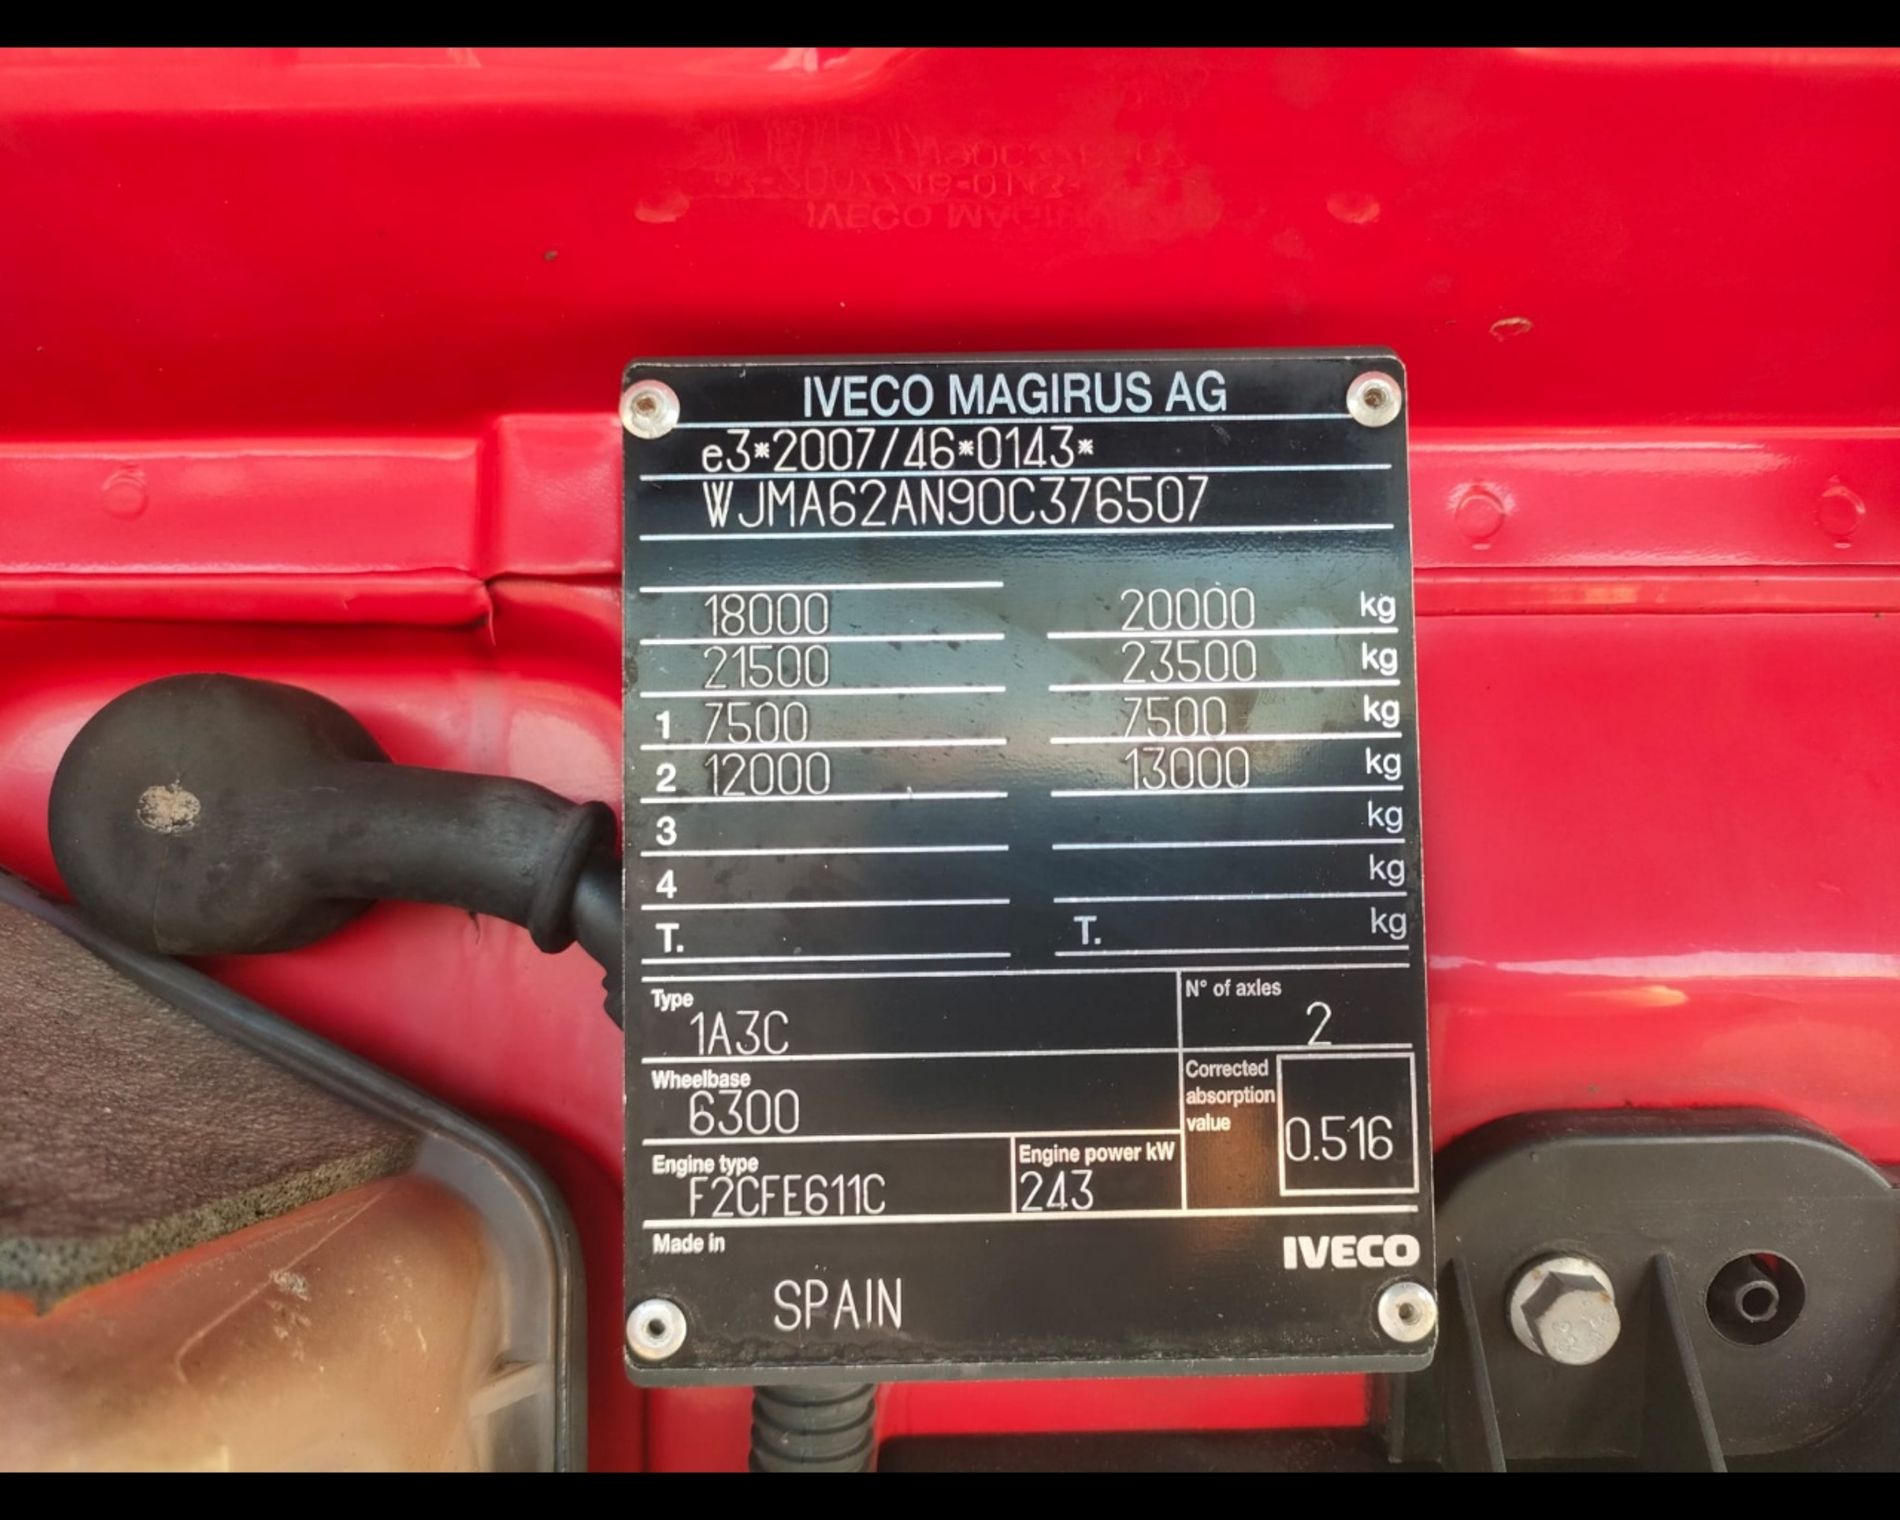 IVECO MAGIRUS AG
e3*2007/46*0143*
WJMA62AN90C376507
18000 20000 kg
21500 23500 kg
1 7500 7500 kg
2 12000 13000 kg
3 kg
4 kg
T. T. kg
Type N° of axles
1A3C 2
Wheelbase Corrected absorption value
6300 0.516
Engine type Engine power kW
F2CFE611C 243
Made in IVECO
SPAIN